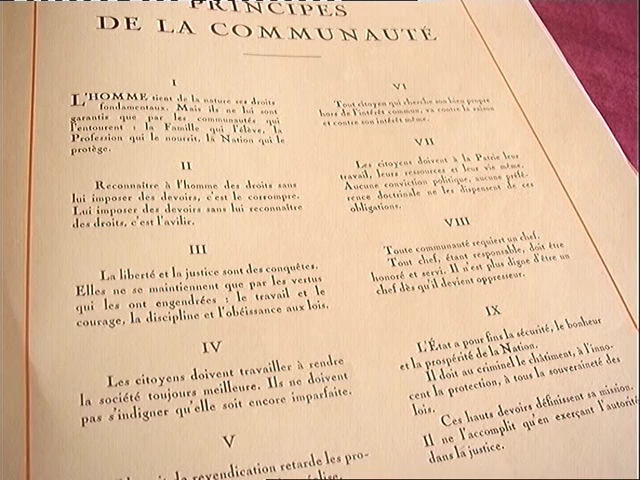 PRINCIPES
DE LA COMMUNAUTÉ
I
L'HOMME tient de la nature ses droits
fondamentaux. Mais ils ne lui sont
garantis que par les communautés qui
l'entourent : la Famille qui l'élève, la
Profession qui le nourrit, la Nation qui le
protège.
II
Reconnaître à l'homme des droits sans
lui imposer des devoirs, c'est le corrompre.
Lui imposer des devoirs sans lui reconnaître
des droits, c'est l'avilir.
III
La liberté et la justice sont des conquêtes.
Elles ne se maintiennent que par les vertus
qui les ont engendrées : le travail et le
courage, la discipline et l'obéissance aux lois.
IV
Les citoyens doivent travailler à rendre
la société toujours meilleure. Ils ne doivent
pas s'indigner qu'elle soit encore imparfaite.
V
la revendication retarde les pro-
VI
Tout citoyen qui cherche son bien propre
hors de l'intérêt commun, va contre la raison
et contre son intérêt même.
VII
Les citoyens doivent à la Patrie leur
travail, leurs ressources et leur vie même.
Aucune conviction politique, aucune préfé-
rence doctrinale ne les dispensent de ces
obligations.
VIII
Toute communauté requiert un chef.
Tout chef, étant responsable, doit être
honoré et servi. Il n'est plus digne d'être un
chef dès qu'il devient oppresseur.
IX
L'État a pour fins la sécurité, le bonheur
et la prospérité de la Nation.
Il doit au criminel le châtiment, à l'inno-
cent la protection, à tous la souveraineté des
lois.
Ces hauts devoirs définissent sa mission.
Il ne l'accomplit qu'en exerçant l'autorité
dans la justice.